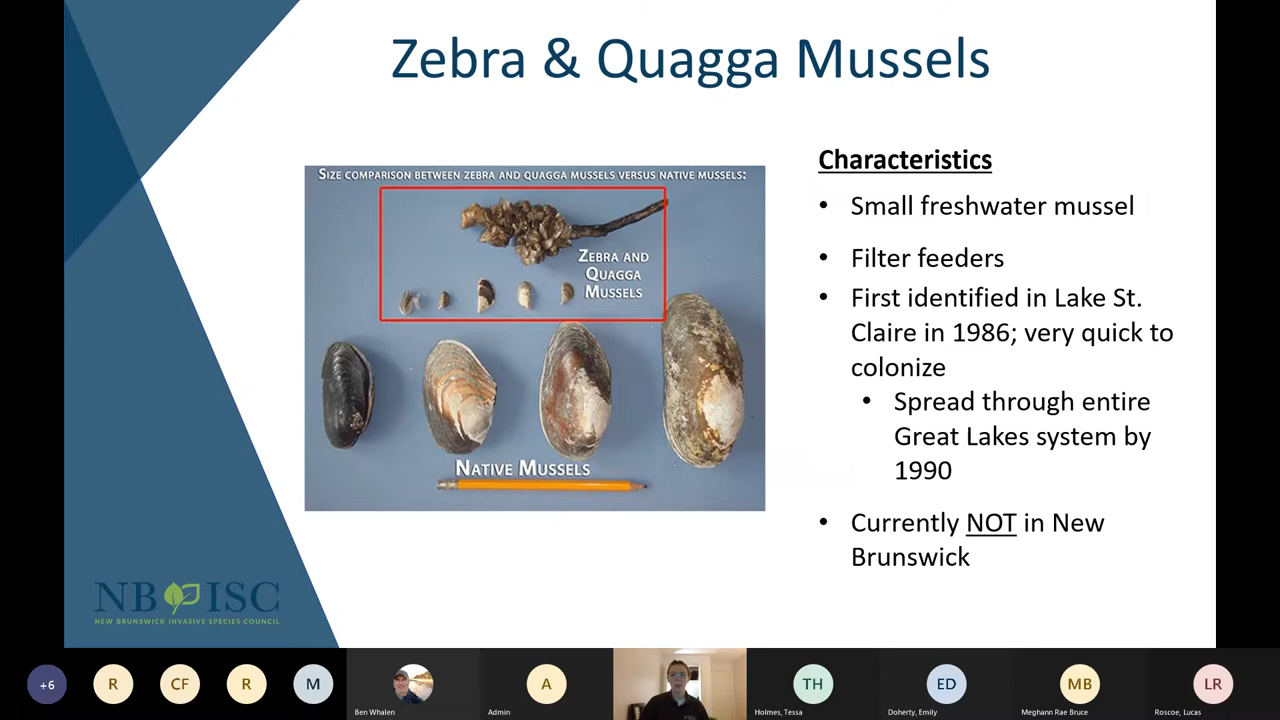 Zebra & Quagga Mussels
SIZE COMPARISON BETWEEN ZEBRA AND QUAGGA MUSSELS VERSUS NATIVE MUSSELS:
ZEBRA AND
QUAGGA
MUSSELS
NATIVE MUSSELS
Characteristics
• Small freshwater mussel
• Filter feeders
• First identified in Lake St.
Claire in 1986; very quick to
colonize
• Spread through entire
Great Lakes system by
1990
• Currently NOT in New
Brunswick
NB ISC
NEW BRUNSWICK INVASIVE SPECIES COUNCIL
+6
R
CF
R
M
Ben Whalen
A
Admin
TH
Holmes, Tessa
ED
Doherty, Emily
MB
Meghann Rae Bruce
LR
Roscoe, Lucas